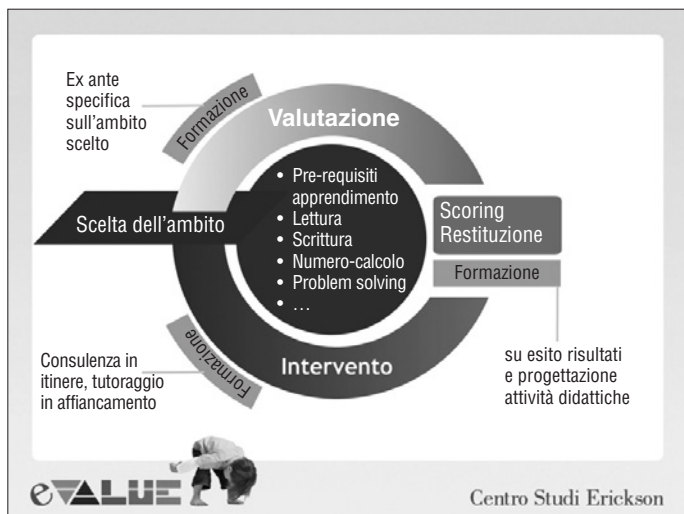 Ex ante
specifica
sull'ambito
scelto
Formazione
Valutazione
Scelta dell'ambito
• Pre-requisiti
apprendimento
• Lettura
• Scrittura
• Numero-calcolo
• Problem solving
• …
Scoring
Restituzione
Formazione
su esito risultati
e progettazione
attività didattiche
Intervento
Formazione
Consulenza in
itinere, tutoraggio
in affiancamento
eVALUE
Centro Studi Erickson